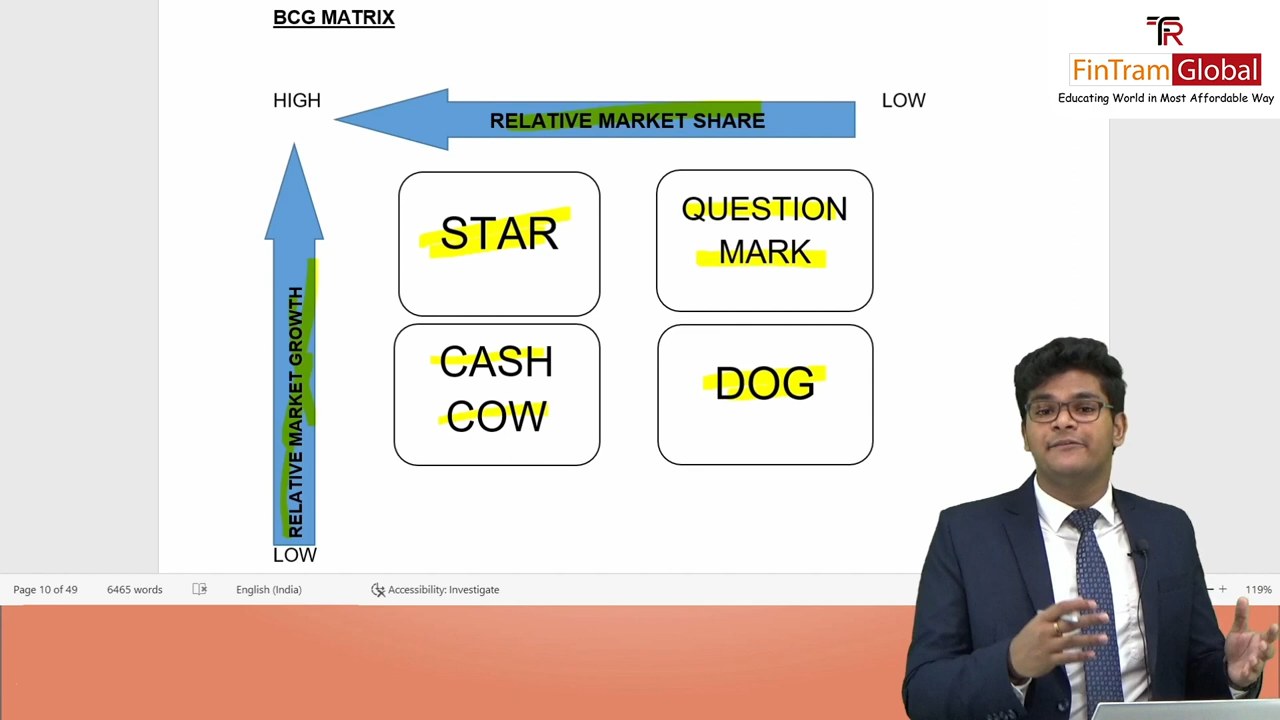 BCG MATRIX
TR
FinTram Global
Educating World in Most Affordable Way
HIGH
RELATIVE MARKET SHARE
LOW
STAR
QUESTION
MARK
CASH
COW
DOG
RELATIVE MARKET GROWTH
LOW
Page 10 of 49
6465 words
English (India)
Accessibility: Investigate
119%